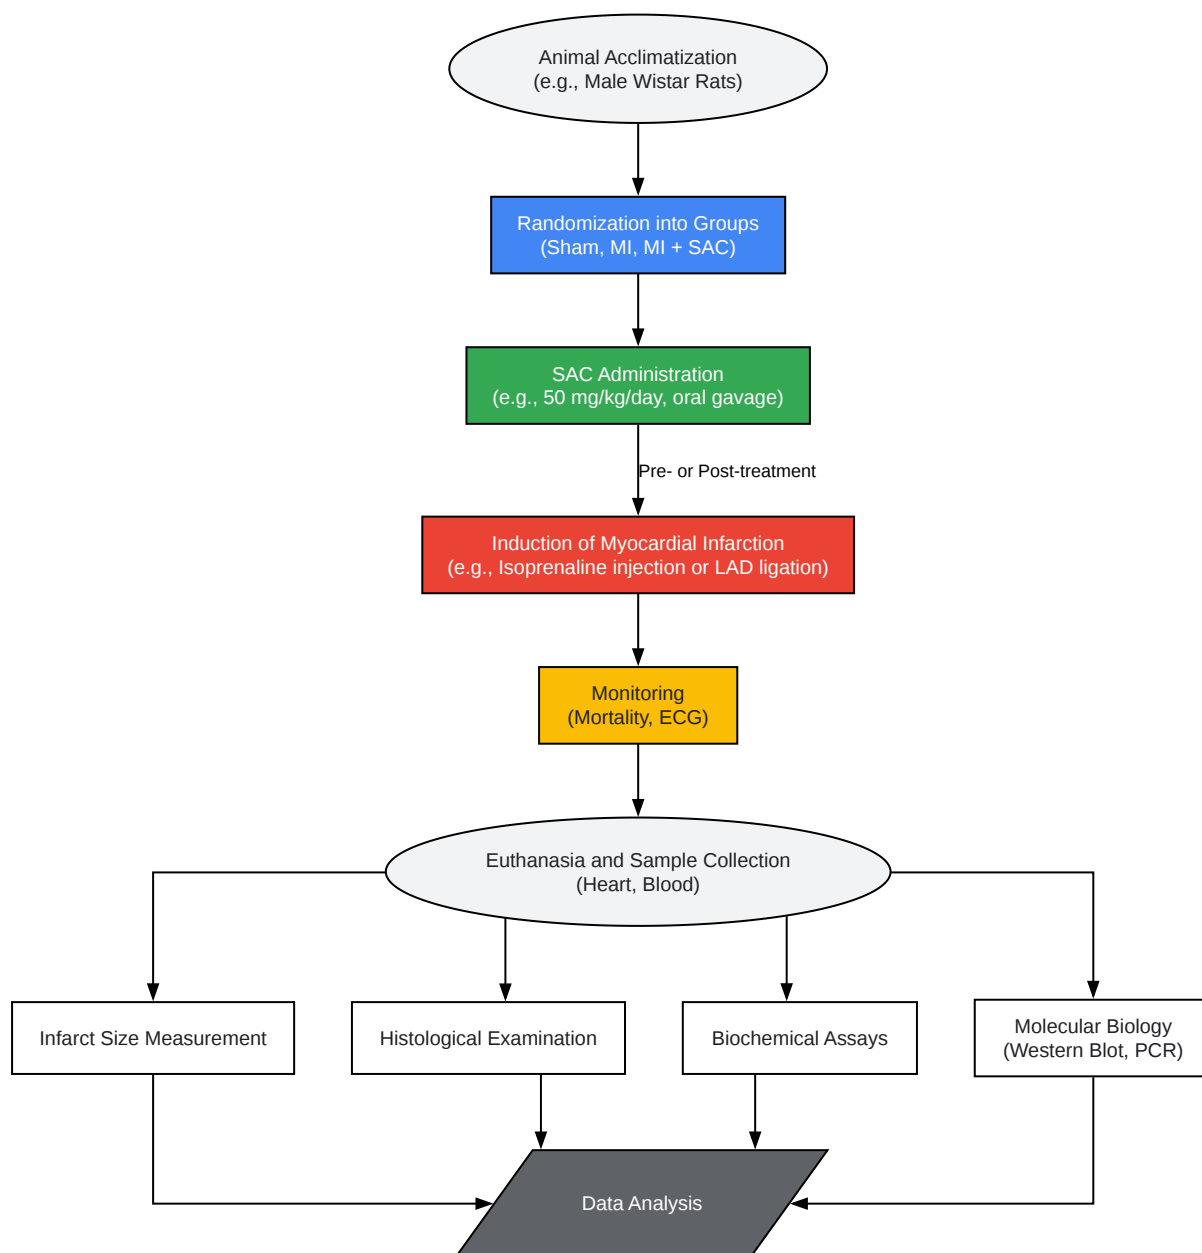 Animal Acclimatization
(e.g., Male Wistar Rats)
Randomization into Groups
(Sham, MI, MI + SAC)
SAC Administration
(e.g., 50 mg/kg/day, oral gavage)
Pre- or Post-treatment
Induction of Myocardial Infarction
(e.g., Isoprenaline injection or LAD ligation)
Monitoring
(Mortality, ECG)
Euthanasia and Sample Collection
(Heart, Blood)
Infarct Size Measurement
Histological Examination
Biochemical Assays
Molecular Biology
(Western Blot, PCR)
Data Analysis